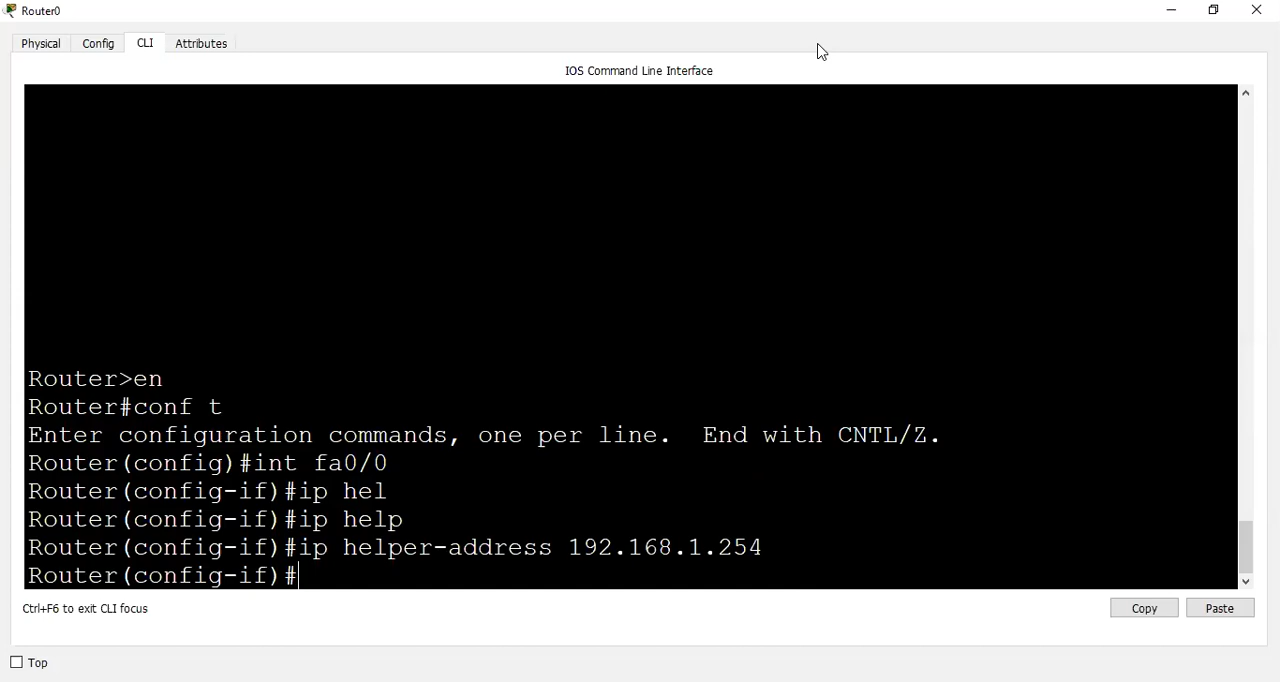 Router0
Physical Config CLI Attributes
IOS Command Line Interface
Router>en
Router#conf t
Enter configuration commands, one per line.  End with CNTL/Z.
Router(config)#int fa0/0
Router(config-if)#ip hel
Router(config-if)#ip help
Router(config-if)#ip helper-address 192.168.1.254
Router(config-if)#
Ctrl+F6 to exit CLI focus
Copy Paste
Top